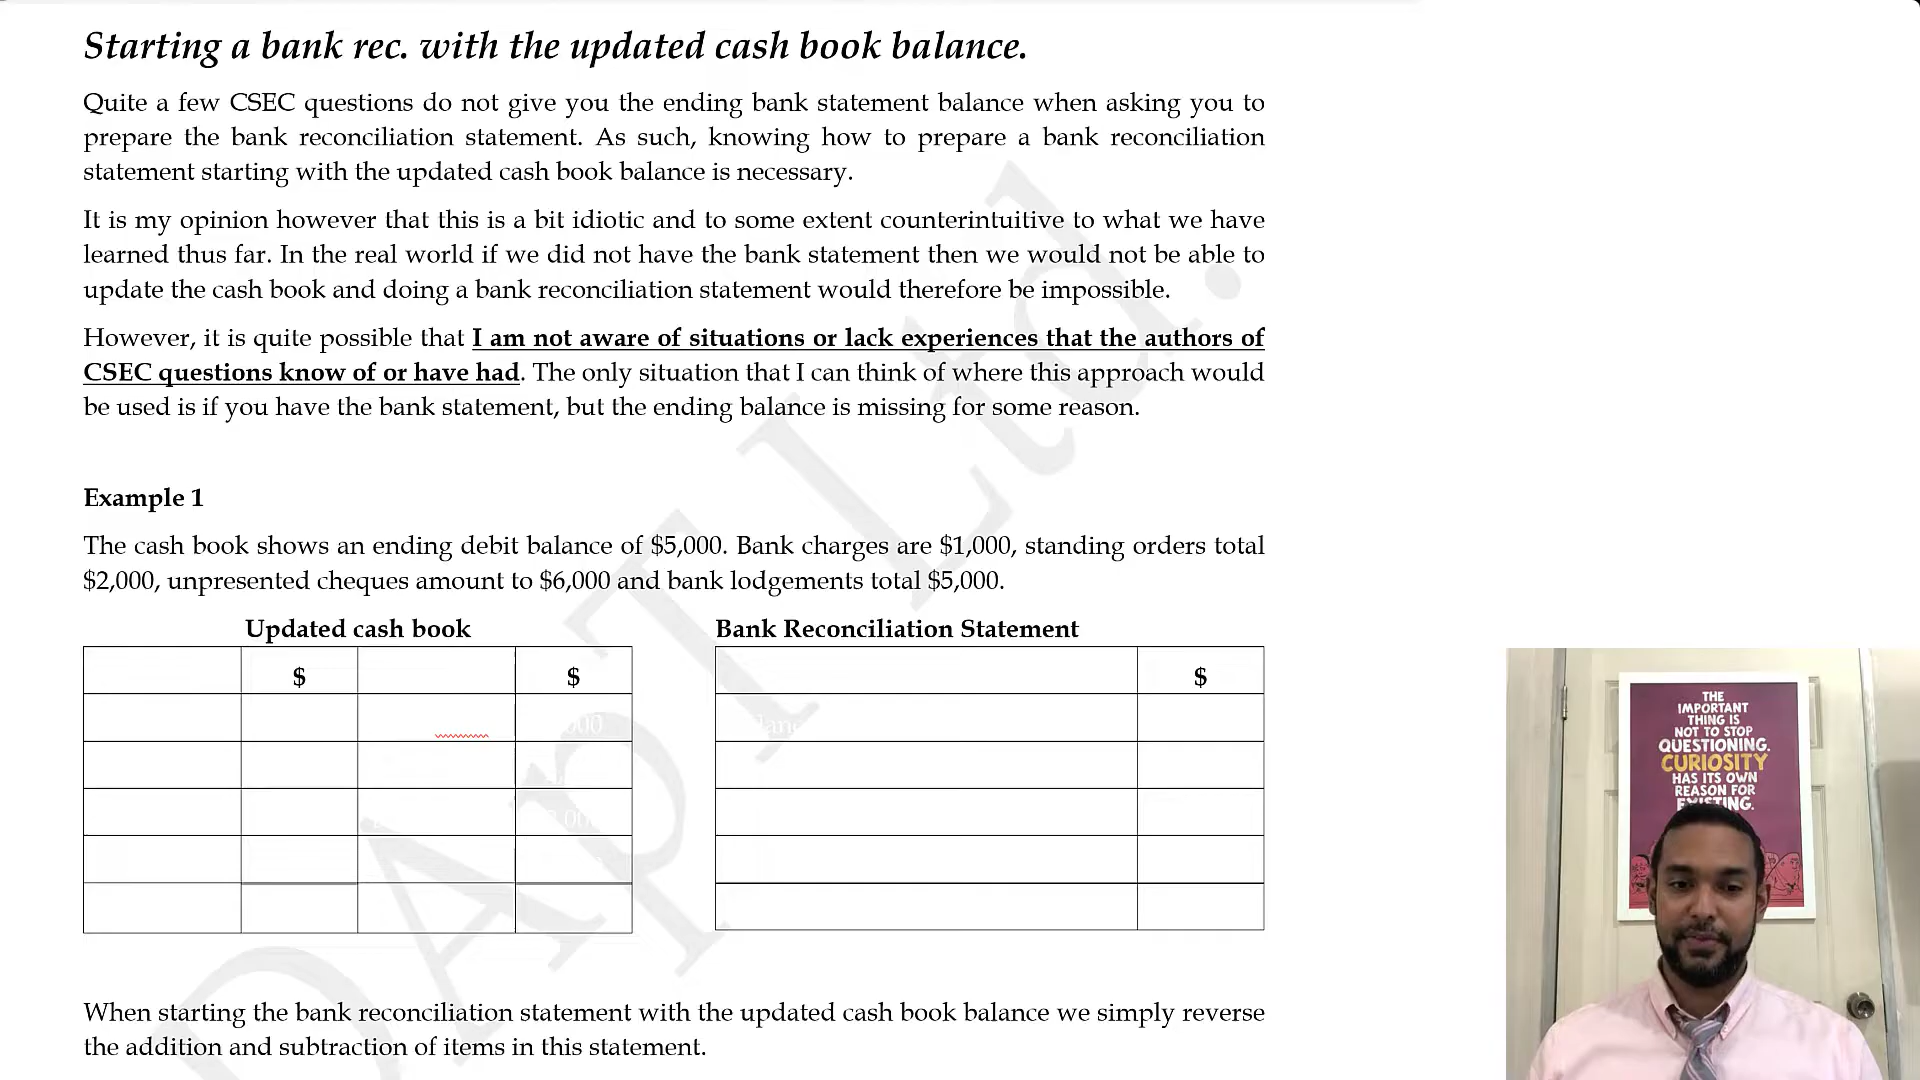 Starting a bank rec. with the updated cash book balance.
Quite a few CSEC questions do not give you the ending bank statement balance when asking you to
prepare the bank reconciliation statement. As such, knowing how to prepare a bank reconciliation
statement starting with the updated cash book balance is necessary.
It is my opinion however that this is a bit idiotic and to some extent counterintuitive to what we have
learned thus far. In the real world if we did not have the bank statement then we would not be able to
update the cash book and doing a bank reconciliation statement would therefore be impossible.
However, it is quite possible that I am not aware of situations or lack experiences that the authors of
CSEC questions know of or have had. The only situation that I can think of where this approach would
be used is if you have the bank statement, but the ending balance is missing for some reason.
Example 1
The cash book shows an ending debit balance of $5,000. Bank charges are $1,000, standing orders total
$2,000, unpresented cheques amount to $6,000 and bank lodgements total $5,000.
Updated cash book
Bank Reconciliation Statement
$ $ $
When starting the bank reconciliation statement with the updated cash book balance we simply reverse
the addition and subtraction of items in this statement.
DApT Ltd.
THE
IMPORTANT
THING IS
NOT TO STOP
QUESTIONING.
CURIOSITY
HAS ITS OWN
REASON FOR
EXISTING.